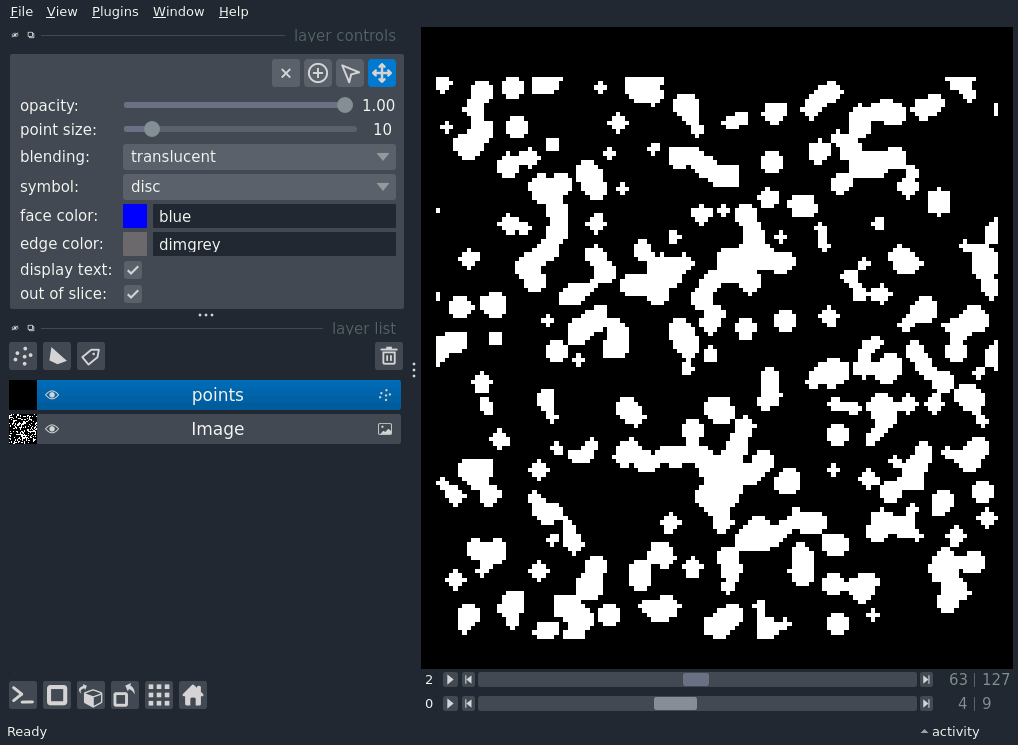 File View Plugins Window Help
layer controls
opacity: 1.00
point size: 10
blending: translucent
symbol: disc
face color: blue
edge color: dimgrey
display text:
out of slice:
layer list
points
Image
2 63 | 127
0 4 | 9
Ready activity